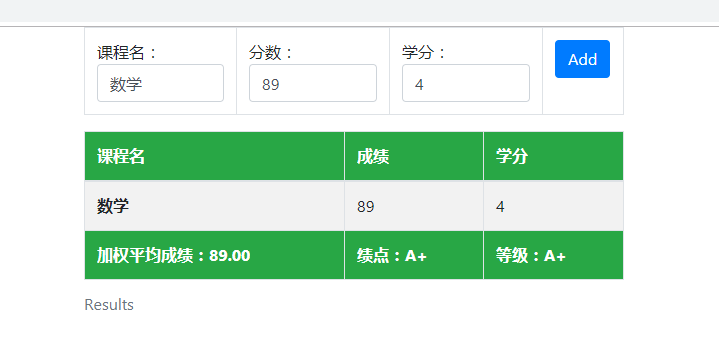 课程名： 分数： 学分：
数学 89 4 Add
课程名 成绩 学分
数学 89 4
加权平均成绩：89.00 绩点：A+ 等级：A+
Results